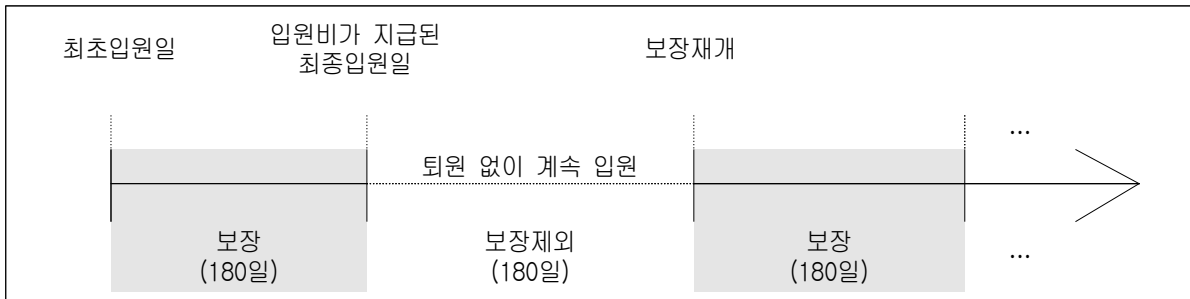 최초입원일
입원비가 지급된
최종입원일
보장재개
...
퇴원 없이 계속 입원
보장
(180일)
보장제외
(180일)
보장
(180일)
...